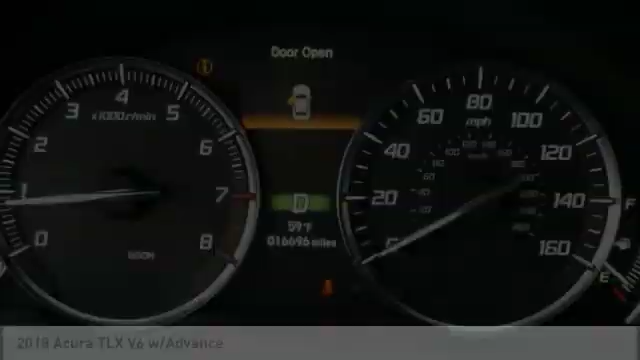 Door Open
x1000r/min
0
1
2
3
4
5
6
7
8
59°F
016696 miles
mph
20
40
60
80
100
120
140
160
F
E
2018 Acura TLX V6 w/Advance